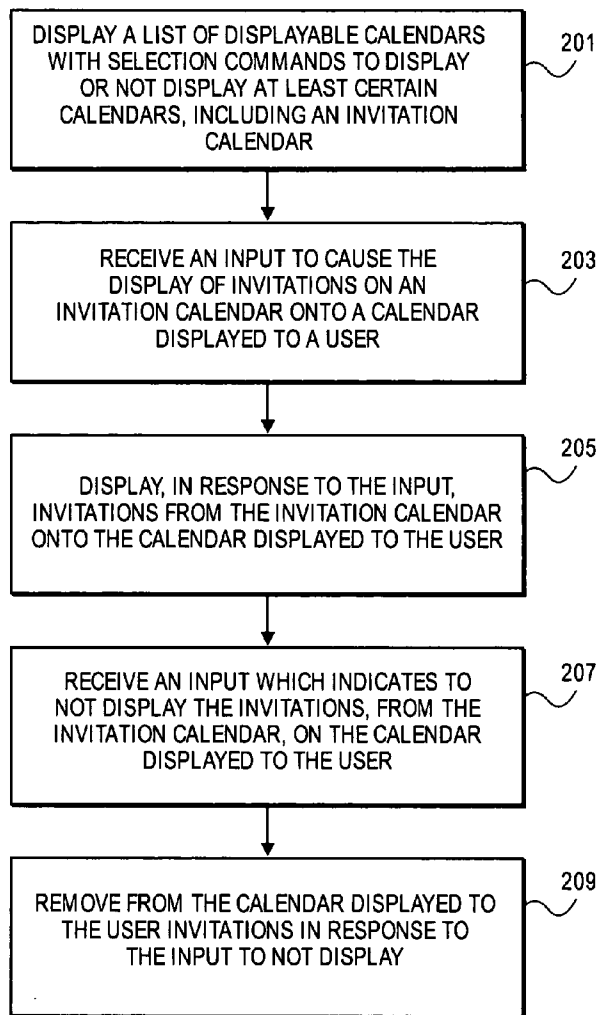 DISPLAY A LIST OF DISPLAYABLE CALENDARS
WITH SELECTION COMMANDS TO DISPLAY
OR NOT DISPLAY AT LEAST CERTAIN
CALENDARS, INCLUDING AN INVITATION
CALENDAR
201
RECEIVE AN INPUT TO CAUSE THE
DISPLAY OF INVITATIONS ON AN
INVITATION CALENDAR ONTO A CALENDAR
DISPLAYED TO A USER
203
DISPLAY, IN RESPONSE TO THE INPUT,
INVITATIONS FROM THE INVITATION CALENDAR
ONTO THE CALENDAR DISPLAYED TO THE USER
205
RECEIVE AN INPUT WHICH INDICATES TO
NOT DISPLAY THE INVITATIONS, FROM THE
INVITATION CALENDAR, ON THE CALENDAR
DISPLAYED TO THE USER
207
REMOVE FROM THE CALENDAR DISPLAYED TO
THE USER INVITATIONS IN RESPONSE TO
THE INPUT TO NOT DISPLAY
209